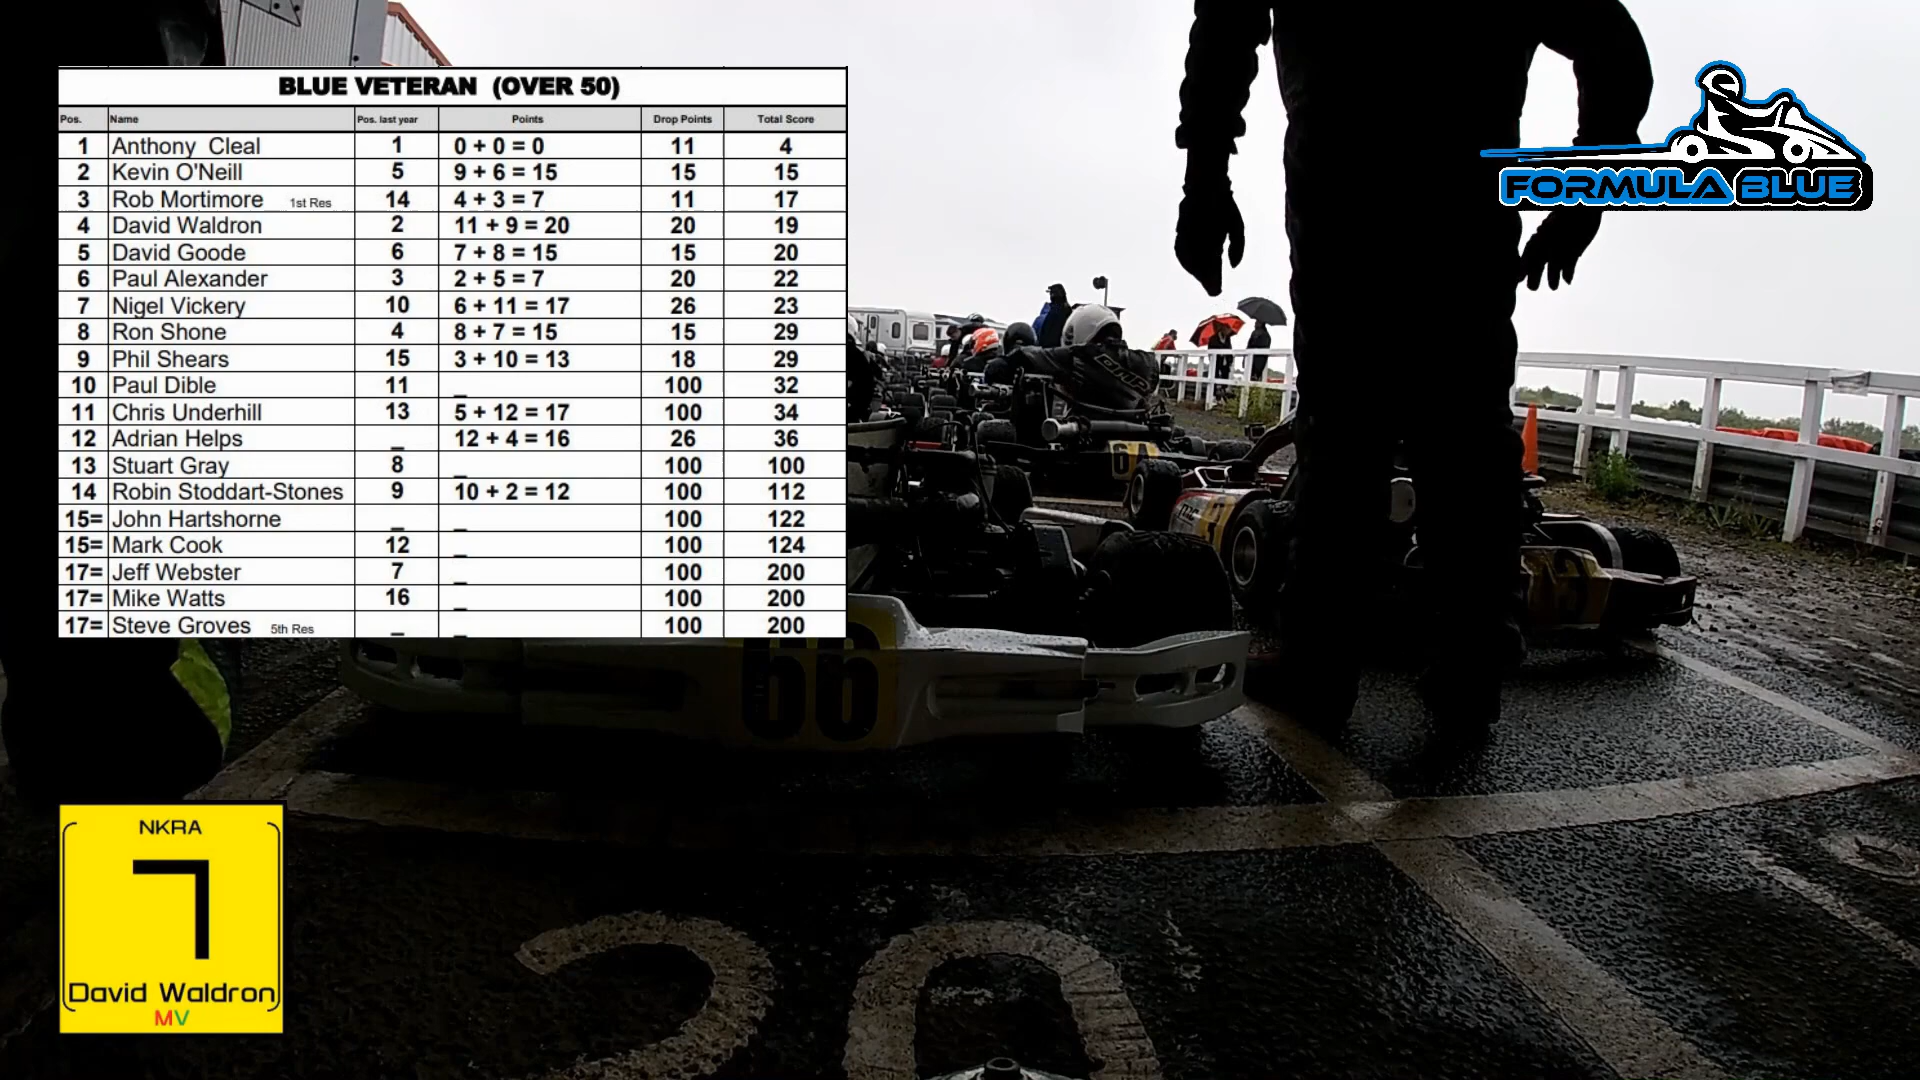 BLUE VETERAN (OVER 50)
Pos. Name Pos. last year Points Drop Points Total Score
1 Anthony Cleal 1 0 + 0 = 0 11 4
2 Kevin O'Neill 5 9 + 6 = 15 15 15
3 Rob Mortimore 1st Res 14 4 + 3 = 7 11 17
4 David Waldron 2 11 + 9 = 20 20 19
5 David Goode 6 7 + 8 = 15 15 20
6 Paul Alexander 3 2 + 5 = 7 20 22
7 Nigel Vickery 10 6 + 11 = 17 26 23
8 Ron Shone 4 8 + 7 = 15 15 29
9 Phil Shears 15 3 + 10 = 13 18 29
10 Paul Dible 11 _ 100 32
11 Chris Underhill 13 5 + 12 = 17 100 34
12 Adrian Helps _ 12 + 4 = 16 26 36
13 Stuart Gray 8 _ 100 100
14 Robin Stoddart-Stones 9 10 + 2 = 12 100 112
15= John Hartshorne _ _ 100 122
15= Mark Cook 12 _ 100 124
17= Jeff Webster 7 _ 100 200
17= Mike Watts 16 _ 100 200
17= Steve Groves 5th Res _ _ 100 200
FORMULA BLUE
OMP
6A
7
13
66
NKRA
7
David Waldron
MV
20